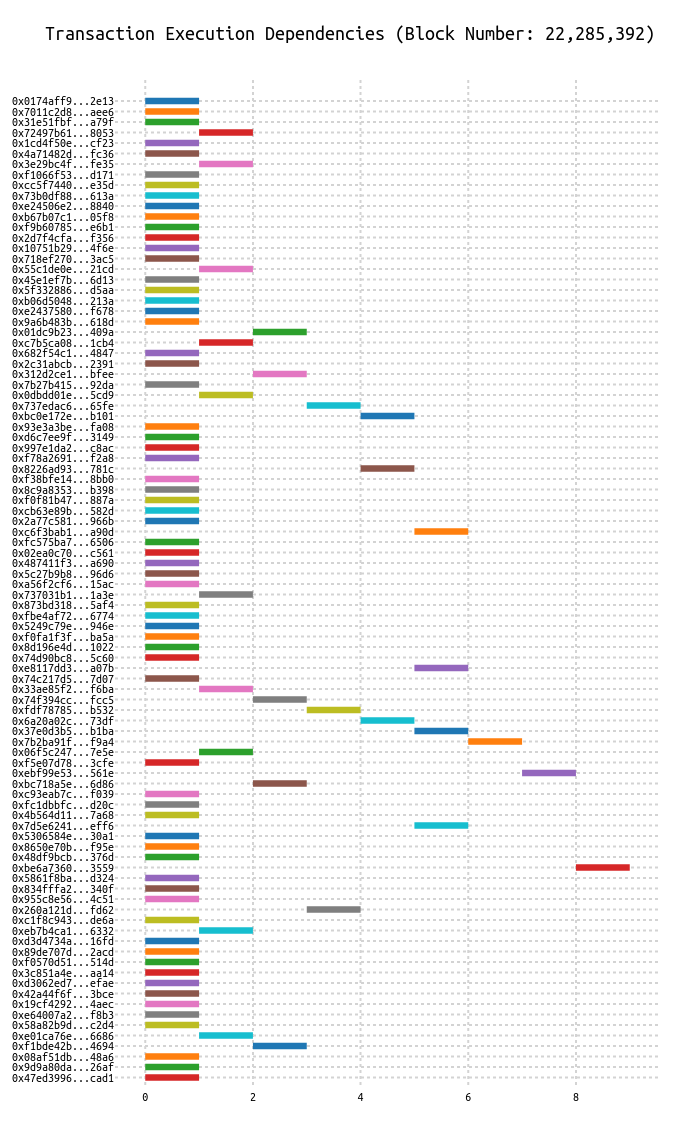 Transaction Execution Dependencies (Block Number: 22,285,392)
0x0174aff9...2e13
0x7011c2d8...aee6
0x31e51fbf...a79f
0x72497b61...8053
0x1cd4f50e...cf23
0x4a71482d...fc36
0x3e29bc4f...fe35
0xf1066f53...d171
0xcc5f7440...e35d
0x73b0df88...613a
0xe24506e2...8840
0xb67b07c1...05f8
0xf9b60785...e6b1
0x2d7f4cfa...f356
0x10751b29...4f6e
0x718ef270...3ac5
0x55c1de0e...21cd
0x45e1ef7b...6d13
0x5f332886...d5aa
0xb06d5048...213a
0xe2437580...f678
0x9a6b483b...618d
0x01dc9b23...409a
0xc7b5ca08...1cb4
0x682f54c1...4847
0x2c31abcb...2391
0x312d2ce1...bfee
0x7b27b415...92da
0x0dbdd01e...5cd9
0x737edac6...65fe
0xbc0e172e...b101
0x93e3a3be...fa08
0xd6c7ee9f...3149
0x997e1da2...c8ac
0xf78a2691...f2a8
0x8226ad93...781c
0xf38bfe14...8bb0
0x8c9a8353...b398
0xf0f81b47...887a
0xcb63e89b...582d
0x2a77c581...966b
0xc6f3bab1...a90d
0xfc575ba7...6506
0x02ea0c70...c561
0x487411f3...a690
0x5c27b9b8...96d6
0xa56f2cf6...15ac
0x737031b1...1a3e
0x873bd318...5af4
0xfbe4af72...6774
0x5249c79e...946e
0xf0fa1f3f...ba5a
0x8d196e4d...1022
0x74d90bc8...5c60
0xe8117dd3...a07b
0x74c217d5...7d07
0x33ae85f2...f6ba
0x74f394cc...fcc5
0xfdf78785...b532
0x6a20a02c...73df
0x37e0d3b5...b1ba
0x7b2ba91f...f9a4
0x06f5c247...7e5e
0xf5e07d78...3cfe
0xebf99e53...561e
0xbc718a5e...6d86
0xc93eab7c...f039
0xfc1dbbfc...d20c
0x4b564d11...7a68
0x7d5e6241...eff6
0x5306584e...30a1
0x8650e70b...f95e
0x48df9bcb...376d
0xbe6a7360...3559
0x5861f8ba...d324
0x834fffa2...340f
0x955c8e56...4c51
0x260a121d...fd62
0xc1f8c943...de6a
0xeb7b4ca1...6332
0xd3d4734a...16fd
0x89de707d...2acd
0xf0570d51...514d
0x3c851a4e...aa14
0xd3062ed7...efae
0x42a44f6f...3bce
0x19cf4292...4aec
0xe64007a2...f8b3
0x58a82b9d...c2d4
0xe01ca76e...6686
0xf1bde42b...4694
0x08af51db...48a6
0x9d9a80da...26af
0x47ed3996...cad1
0 2 4 6 8